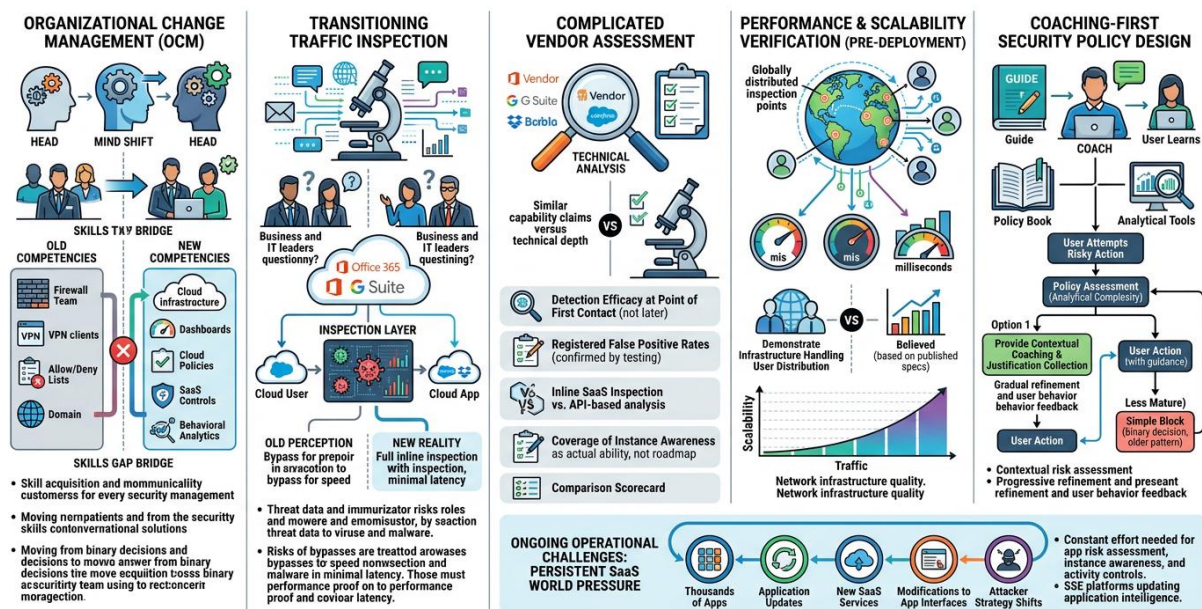 ORGANIZATIONAL CHANGE
MANAGEMENT (OCM)
HEAD
MIND SHIFT
HEAD
SKILLS TXW BRIDGE
OLD
COMPETENCIES
Firewall
Team
VPN
VPN clients
Allow/Deny
Lists
Domain
NEW
COMPETENCIES
Cloud
infrastructure
Dashboards
Cloud
Policies
SaaS
Controls
Behavioral
Analytics
SKILLS GAP BRIDGE
• Skill acquisition and mommunicaliity
customerss for every security management
• Moving nernpatients and from the securitty
skills contonvernational solutions
• Moving from binary decisions and
decisions to movo answer from binary
decisions tire move ecquiition bosss binary
acscuritirty team using to rect:oncerir
moragection.
TRANSITIONING
TRAFFIC INSPECTION
Business and
IT leaders
questionny?
Business and
IT leaders
questining?
Office 365
G Suite
INSPECTION LAYER
Cloud User
Cloud App
OLD PERCEPTION
Bypass for prepoir
in arvacotion to
bypass for speed
NEW REALITY
Full inline inspection
with inspection,
minimal latency
• Threat data and immurizator risks roles
and mowere and emomisustor, by saaction
threat data to viruse and malware.
• Risks of bypasses are treattod arowases
bypasses to speed nonwsection and
malware in minimal latency. Those must
performance proof on to performance
proof and covioar latency.
COMPLICATED
VENDOR ASSESSMENT
Vendor
G Suite
Borblo
Vendor
TECHNICAL
ANALYSIS
Similar
capability claims
versus
technical depth
VS
Detection Efficacy at Point of
First Contact (not later)
Registered False Positive Rates
(confirmed by testing)
Inline SaaS Inspection
vs. API-based analysis
Coverage of Instance Awareness
as actual ability, not roadmap
Comparison Scorecard
PERFORMANCE & SCALABILITY
VERIFICATION (PRE-DEPLOYMENT)
Globally
distributed
inspection
points
mis
mis
milliseconds
Demonstrate
Infrastructure Handling
User Distribution
VS
Believed
(based on published
specs)
Scalability
Traffic
Network infrastructure quality.
Network infrastructure quality
COACHING-FIRST
SECURITY POLICY DESIGN
GUIDE
Guide
COACH
User Learns
Policy Book
Analytical Tools
User Attempts
Risky Action
Policy Assessment
(Analytical Complesity)
Option 1
Provide Contextual
Coaching &
Justification Collection
Gradual refinement
and user behavior
behavior feedback
User Action
User Action
(with guidance)
Less Mature)
Simple Block
(binary decision,
older pattern)
• Contextual risk assessment
• Progressive refinement and preseant
refinement and user behavior feedback
ONGOING OPERATIONAL
CHALLENGES:
PERSISTENT SaaS
WORLD PRESSURE
Thousands
of Apps
Application
Updates
New SaaS
Services
Modifications to
App Interfaces
Attacker
Strategy Shifts
• Constant effort needed for
app risk assessment,
instance awareness, and
activity controls.
• SSE platforms updating
application intelligence.